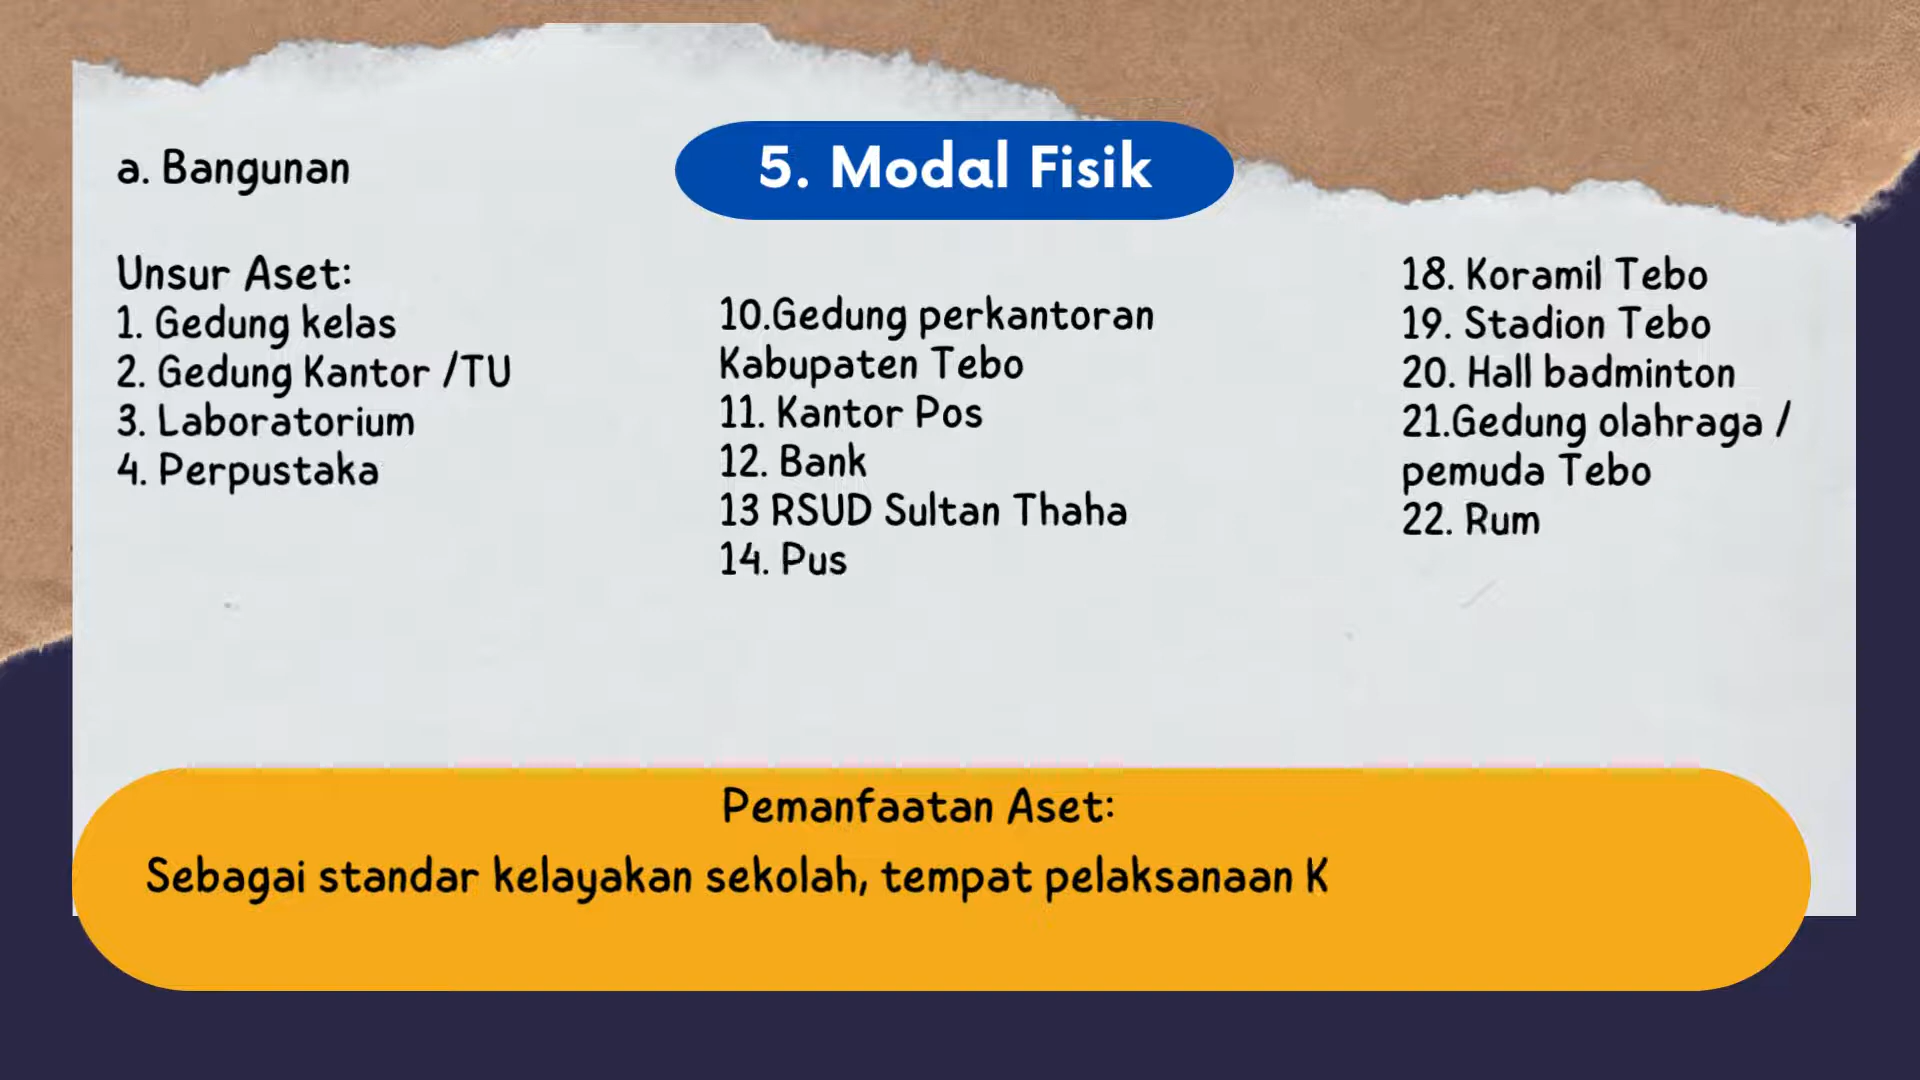 5. Modal Fisik
a. Bangunan
Unsur Aset:
1. Gedung kelas
2. Gedung Kantor /TU
3. Laboratorium
4. Perpustaka
10.Gedung perkantoran
Kabupaten Tebo
11. Kantor Pos
12. Bank
13 RSUD Sultan Thaha
14. Pus
18. Koramil Tebo
19. Stadion Tebo
20. Hall badminton
21.Gedung olahraga /
pemuda Tebo
22. Rum
Pemanfaatan Aset:
Sebagai standar kelayakan sekolah, tempat pelaksanaan K